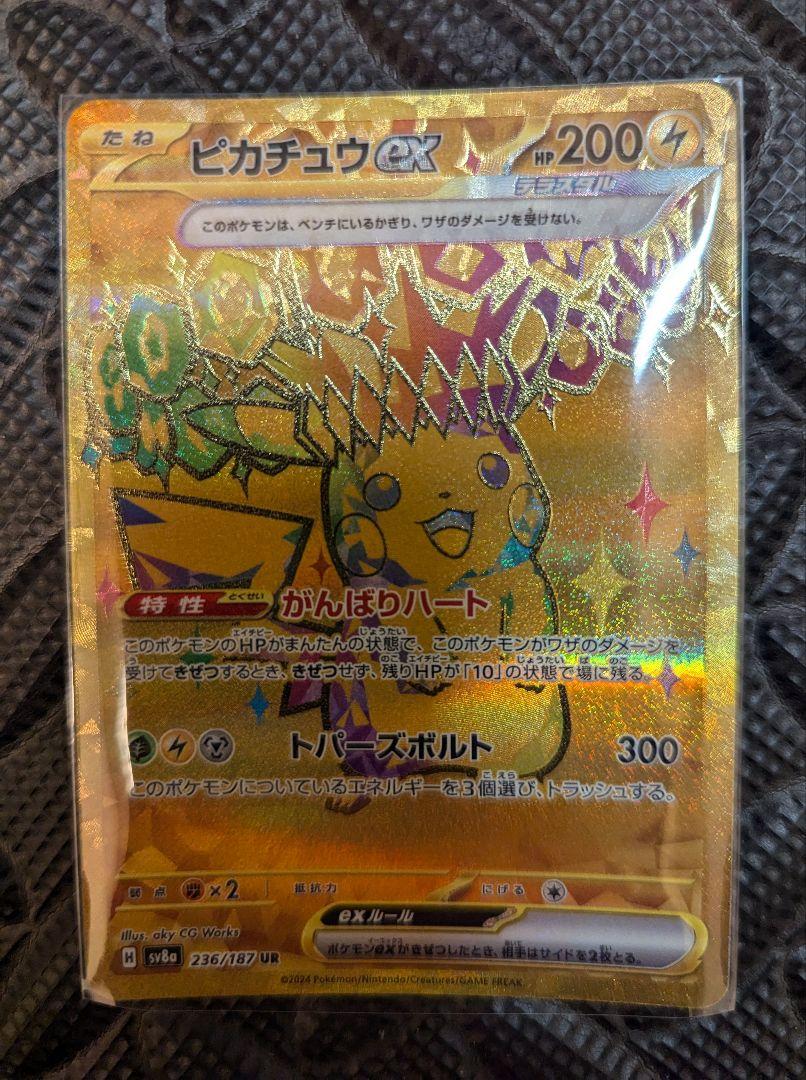 たね ピカチュウex HP200
テラスタル
このポケモンは、ベンチにいるかぎり、ワザのダメージを受けない。
特性 とくせい がんばりハート
このポケモンのHPがまんたんの状態で、このポケモンがワザのダメージを
受けてきぜつするとき、きぜつせず、残りHPが「10」の状態で場に残る。
トパーズボルト 300
このポケモンについているエネルギーを3個選び、トラッシュする。
弱点 ×2 抵抗力 にげる
exルール
ポケモンexがきぜつしたとき、相手はサイドを2枚とる。
Illus. aky CG Works
H sv8a 236/187 UR
©2024 Pokémon/Nintendo/Creatures/GAME FREAK.